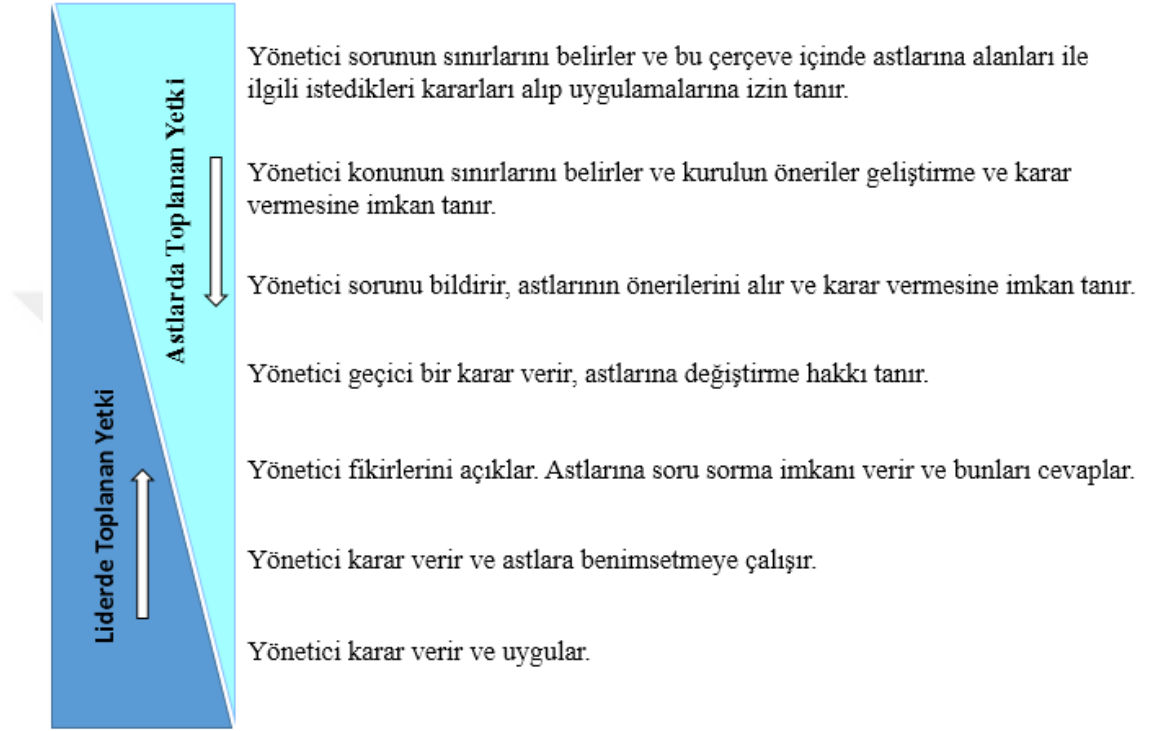 Astlarda Toplanan Yetki
Liderde Toplanan Yetki
Yönetici sorunun sınırlarını belirler ve bu çerçeve içinde astlarına alanları ile
ilgili istedikleri kararları alıp uygulamalarına izin tanır.
Yönetici konunun sınırlarını belirler ve kurulun öneriler geliştirme ve karar
vermesine imkan tanır.
Yönetici sorunu bildirir, astlarının önerilerini alır ve karar vermesine imkan tanır.
Yönetici geçici bir karar verir, astlarına değiştirme hakkı tanır.
Yönetici fikirlerini açıklar. Astlarına soru sorma imkanı verir ve bunları cevaplar.
Yönetici karar verir ve astlara benimsetmeye çalışır.
Yönetici karar verir ve uygular.